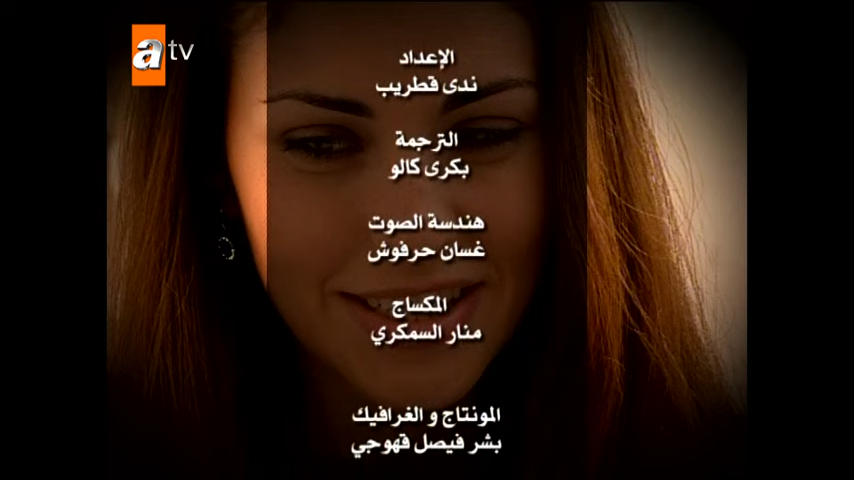 atv
الإعداد
ندى قطريب
الترجمة
بكرى كالو
هندسة الصوت
غسان حرفوش
المكساج
منار السمكري
المونتاج و الغرافيك
بشر فيصل قهوجي